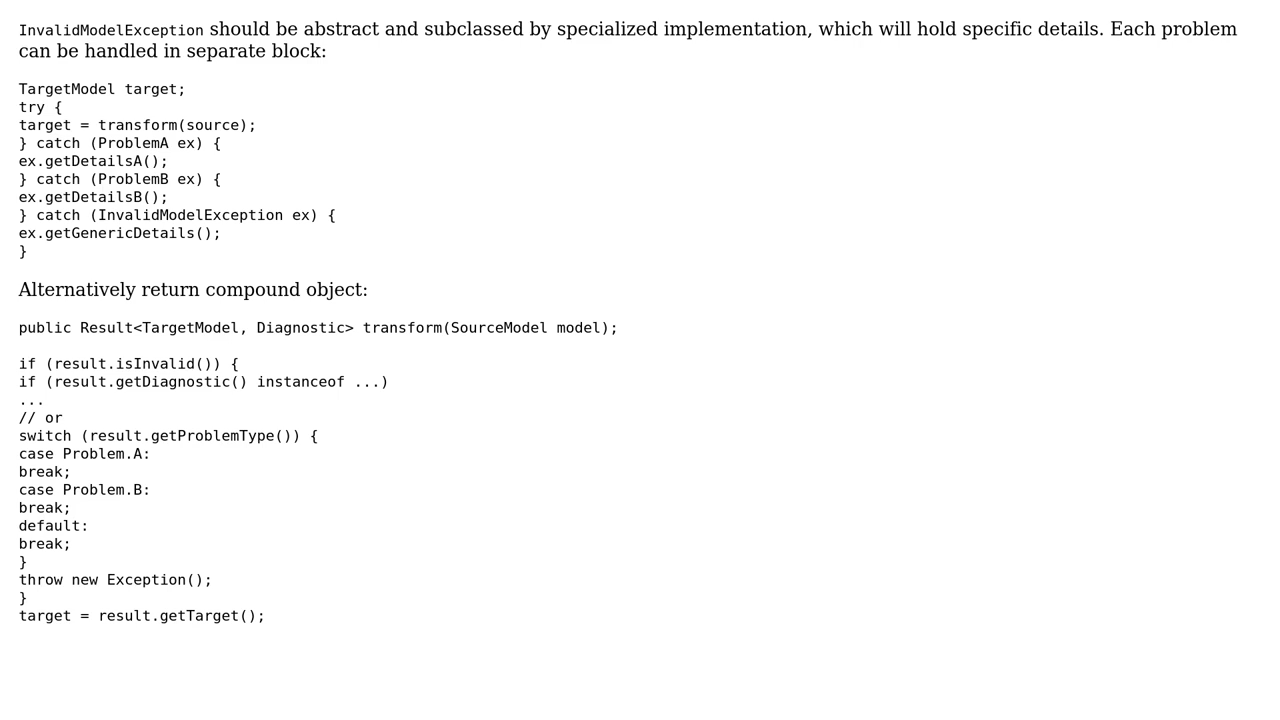 InvalidModelException should be abstract and subclassed by specialized implementation, which will hold specific details. Each problem
can be handled in separate block:
TargetModel target;
try {
target = transform(source);
} catch (ProblemA ex) {
ex.getDetailsA();
} catch (ProblemB ex) {
ex.getDetailsB();
} catch (InvalidModelException ex) {
ex.getGenericDetails();
}
Alternatively return compound object:
public Result<TargetModel, Diagnostic> transform(SourceModel model);
if (result.isInvalid()) {
if (result.getDiagnostic() instanceof ...)
...
// or
switch (result.getProblemType()) {
case Problem.A:
break;
case Problem.B:
break;
default:
break;
}
throw new Exception();
}
target = result.getTarget();